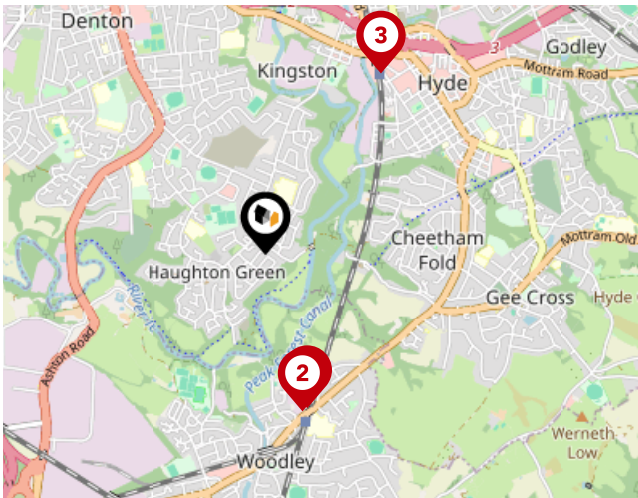 Denton
3
3
Godley
Kingston
Mottram Road
Hyde
Cheetham
Fold
Mottram Old
Haughton Green
Gee Cross
Hyde
River T
Peak Forest Canal
Ashton Road
2
Werneth
Low
Woodley